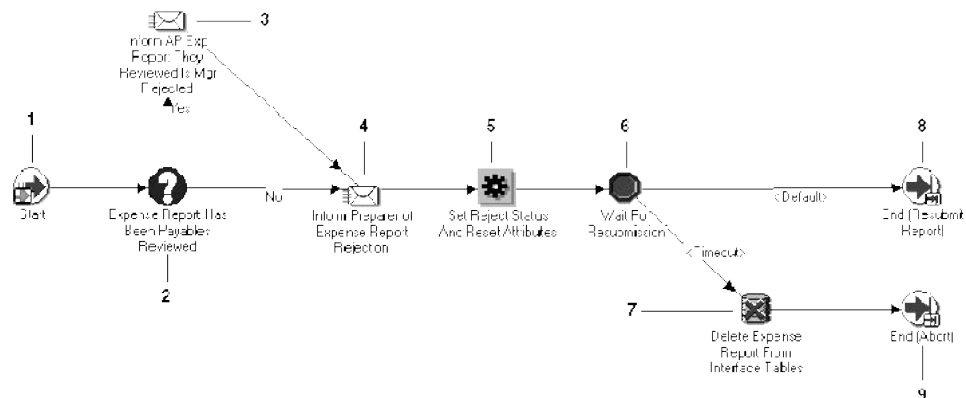 3
Inform AP Exp
Report They
Reviewed Is Mgr
Rejected
Yes
1
4
5
6
8
Start
Expense Report Has
Been Payables
Reviewed
No
Inform Preparer of
Expense Report
Rejection
Set Reject Status
And Reset Attributes
Wait For
Resubmission
<Default>
End (Resubmit
Report)
<Timeout>
2
7
Delete Expense
Report From
Interface Tables
End (Abort)
9